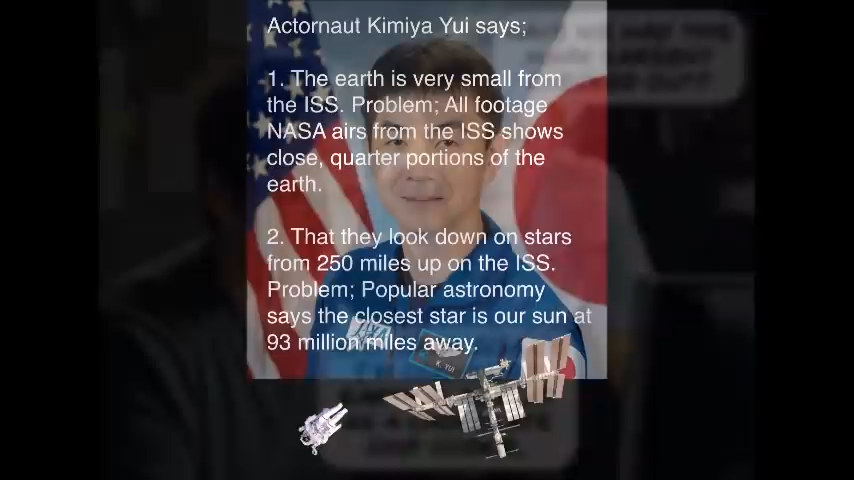 Actornaut Kimiya Yui says;
1. The earth is very small from
the ISS. Problem; All footage
NASA airs from the ISS shows
close, quarter portions of the
earth.
2. That they look down on stars
from 250 miles up on the ISS.
Problem; Popular astronomy
says the closest star is our sun at
93 million miles away.
K. YUI